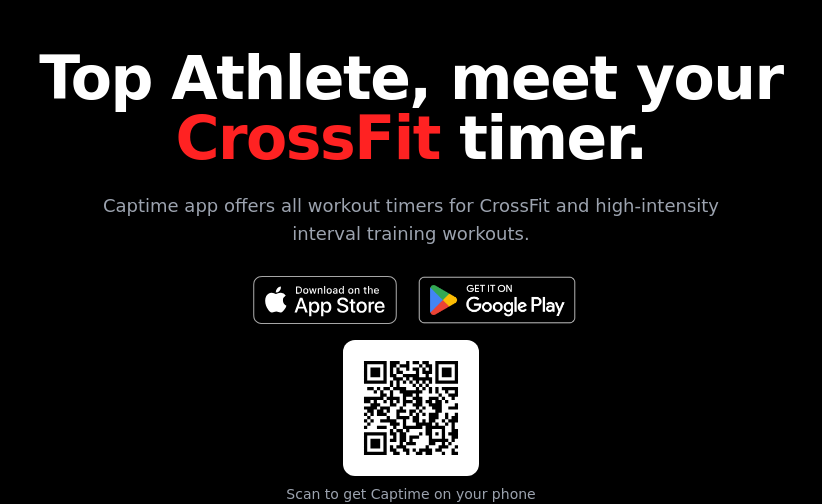 Top Athlete, meet your
CrossFit timer.
Captime app offers all workout timers for CrossFit and high-intensity
interval training workouts.
Download on the
App Store
GET IT ON
Google Play
Scan to get Captime on your phone